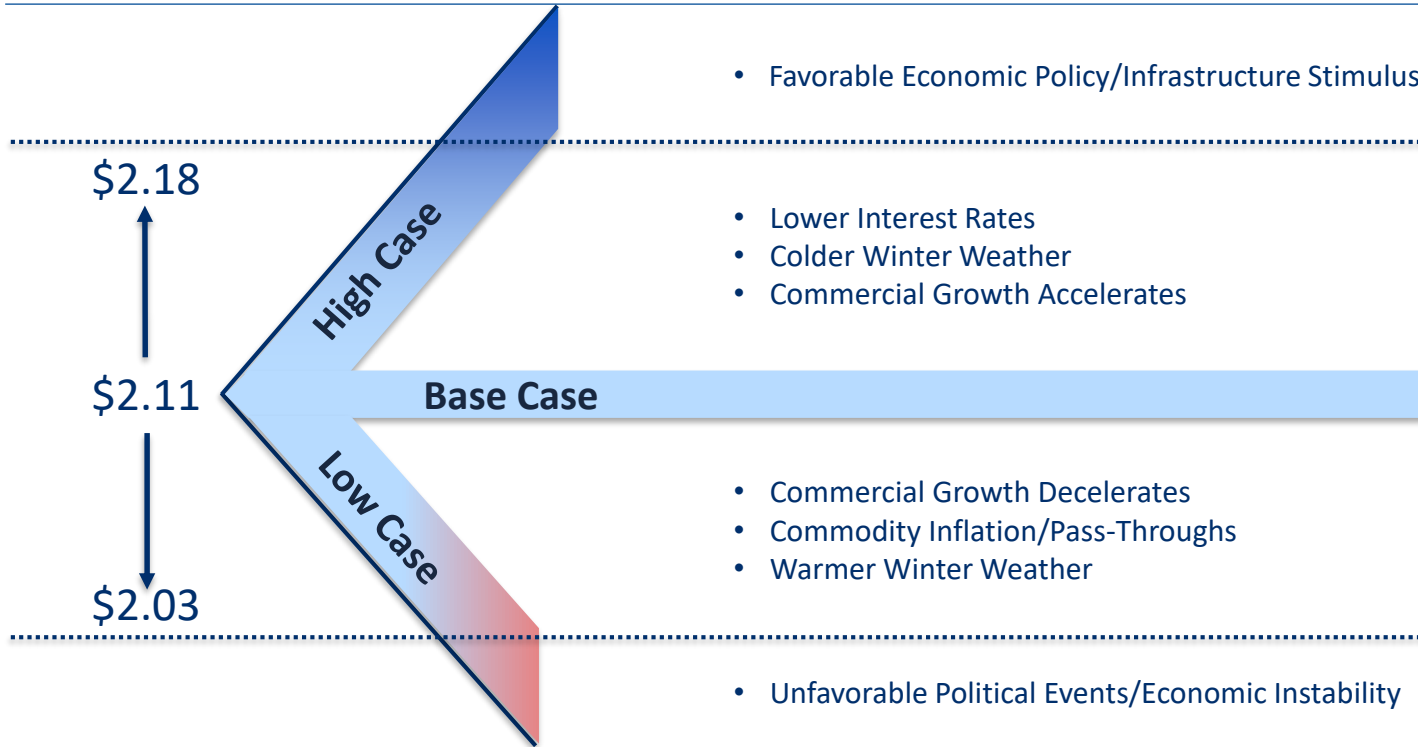 • Favorable Economic Policy/Infrastructure Stimulus
$2.18
High Case
• Lower Interest Rates
• Colder Winter Weather
• Commercial Growth Accelerates
$2.11
Base Case
Low Case
• Commercial Growth Decelerates
• Commodity Inflation/Pass-Throughs
• Warmer Winter Weather
$2.03
• Unfavorable Political Events/Economic Instability